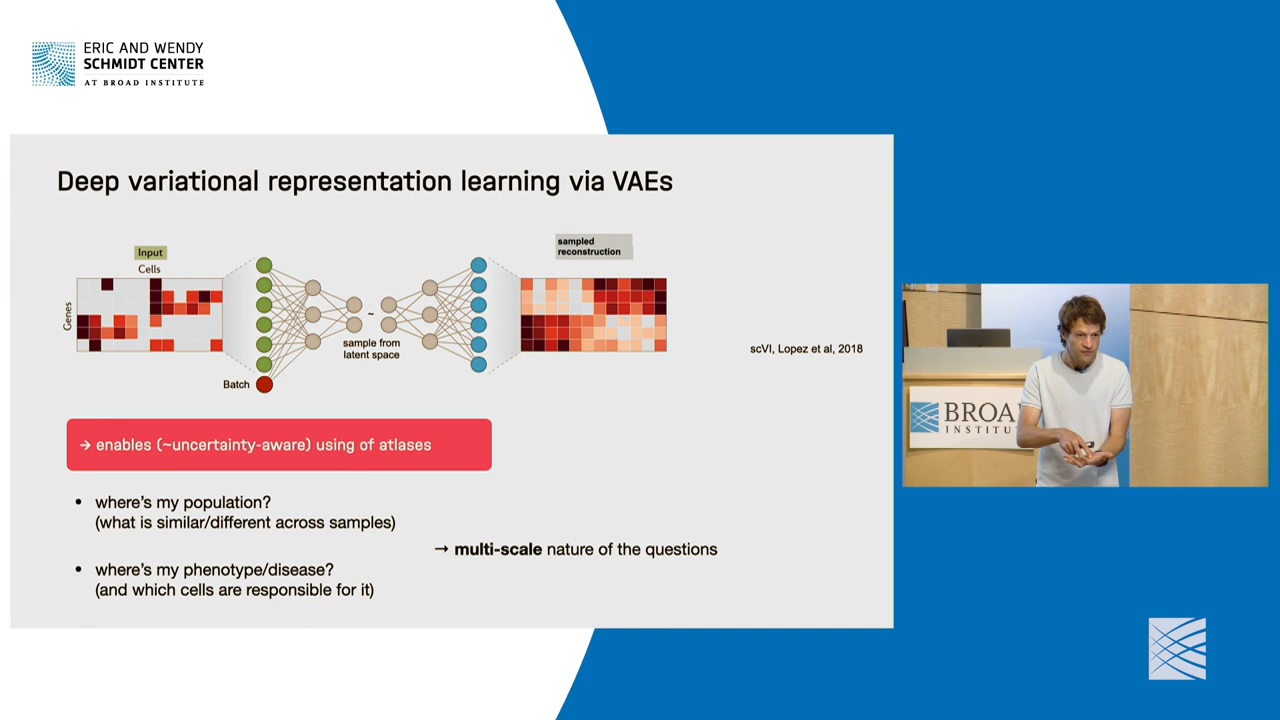 ERIC AND WENDY
SCHMIDT CENTER
AT BROAD INSTITUTE
Deep variational representation learning via VAEs
Input
Cells
Genes
Batch
~
sample from
latent space
sampled
reconstruction
scVI, Lopez et al, 2018
→ enables (~uncertainty-aware) using of atlases
• where's my population?
(what is similar/different across samples)
• where's my phenotype/disease?
(and which cells are responsible for it)
→ multi-scale nature of the questions
BROA
INSTITU